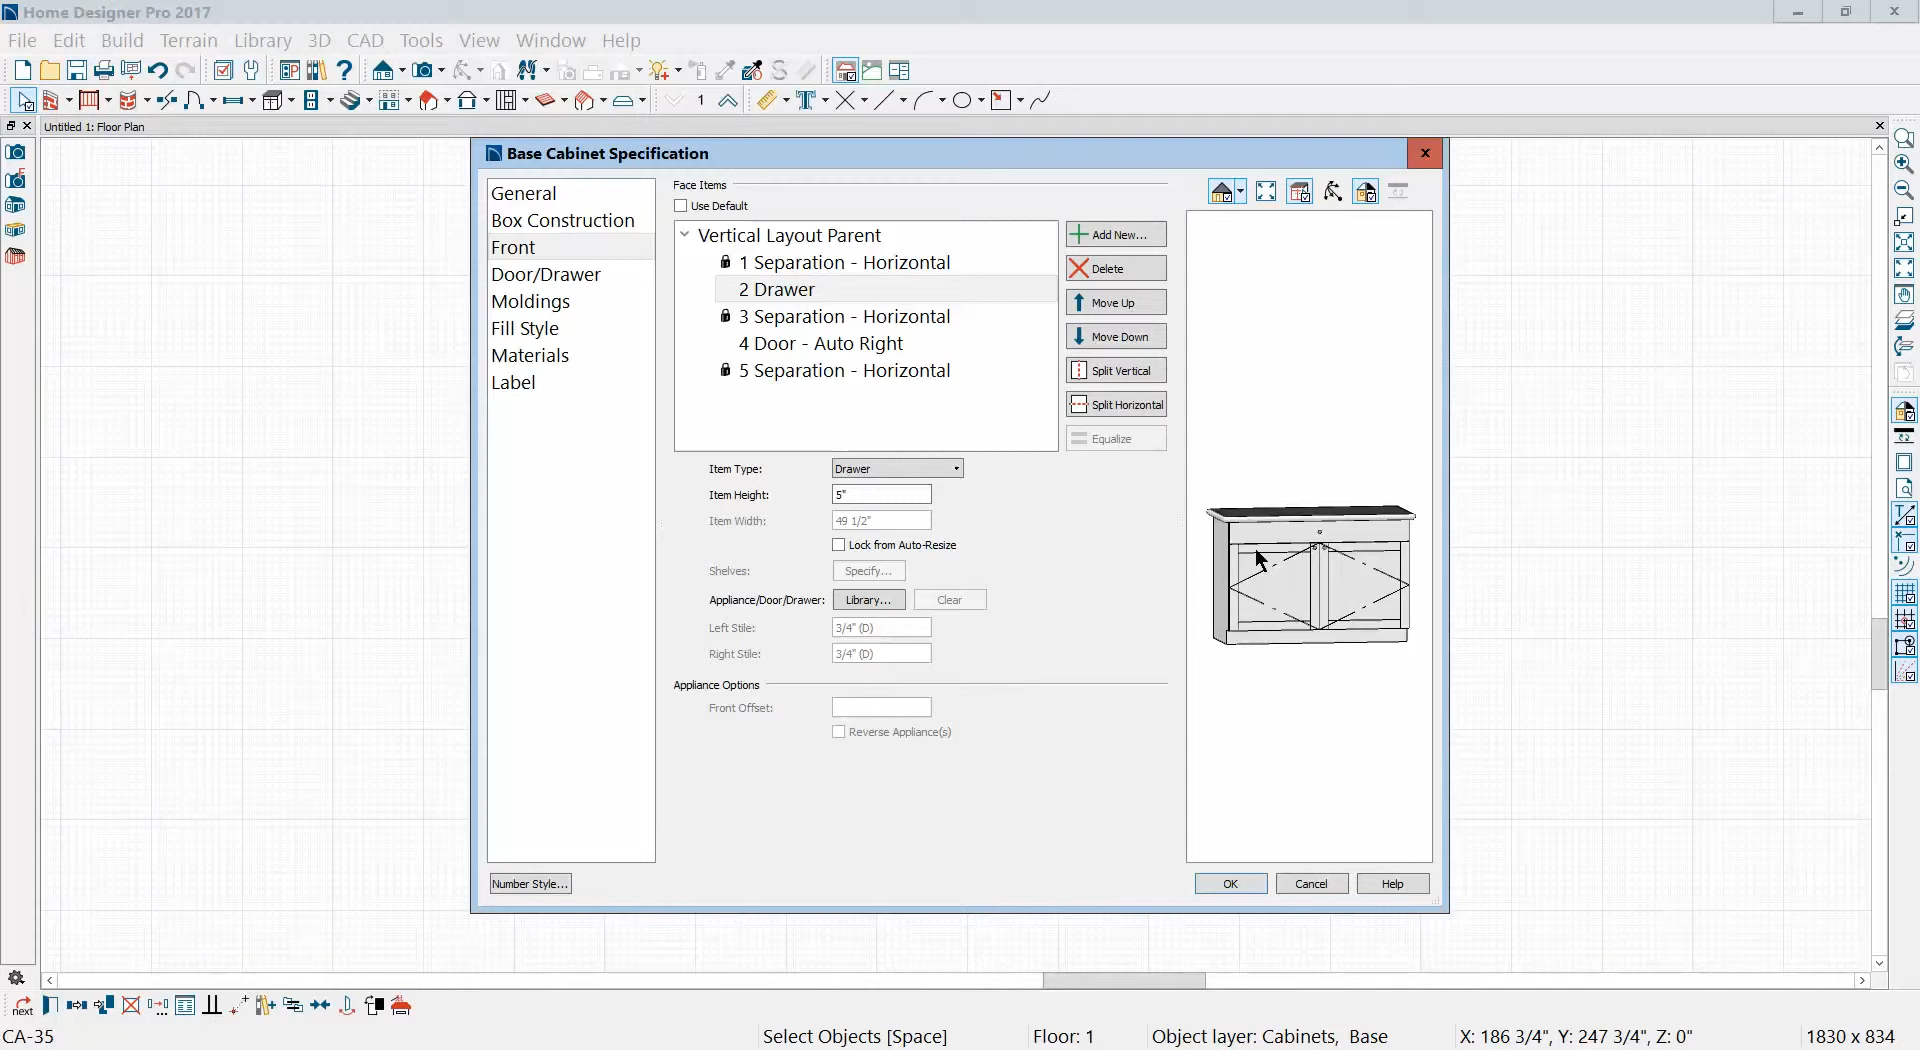 Home Designer Pro 2017
File Edit Build Terrain Library 3D CAD Tools View Window Help
1
Untitled 1: Floor Plan
Base Cabinet Specification
General
Box Construction
Front
Door/Drawer
Moldings
Fill Style
Materials
Label
Face Items
Use Default
Vertical Layout Parent
1 Separation - Horizontal
2 Drawer
3 Separation - Horizontal
4 Door - Auto Right
5 Separation - Horizontal
Add New...
Delete
Move Up
Move Down
Split Vertical
Split Horizontal
Equalize
Item Type: Drawer
Item Height: 5"
Item Width: 49 1/2"
Lock from Auto-Resize
Shelves: Specify...
Appliance/Door/Drawer: Library... Clear
Left Stile: 3/4" (D)
Right Stile: 3/4" (D)
Appliance Options
Front Offset:
Reverse Appliance(s)
Number Style... OK Cancel Help
next
CA-35 Select Objects [Space] Floor: 1 Object layer: Cabinets, Base X: 186 3/4", Y: 247 3/4", Z: 0" 1830 x 834